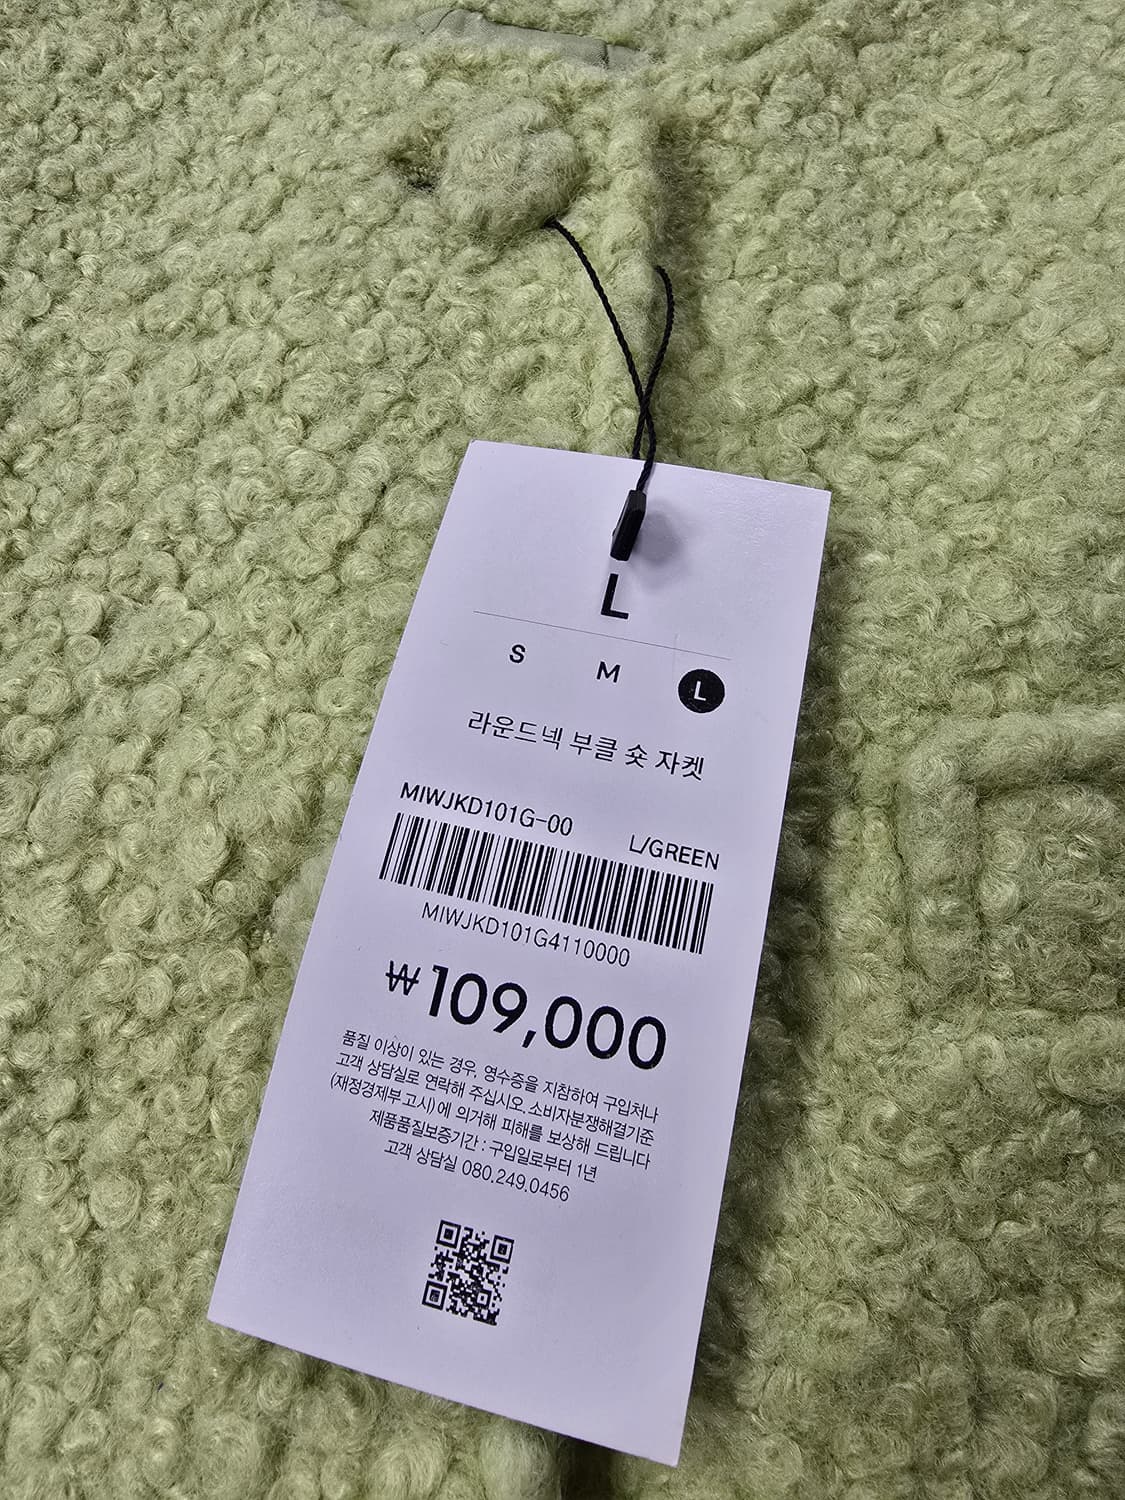 L
S M L
라운드넥 부클 숏 자켓
MIWJKD101G-00 L/GREEN
MIWJKD101G4110000
₩109,000
품질 이상이 있는 경우, 영수증을 지참하여 구입처나
고객 상담실로 연락해 주십시오. 소비자분쟁해결기준
(재정경제부고시)에 의거해 피해를 보상해 드립니다
제품품질보증기간 : 구입일로부터 1년
고객 상담실 080.249.0456